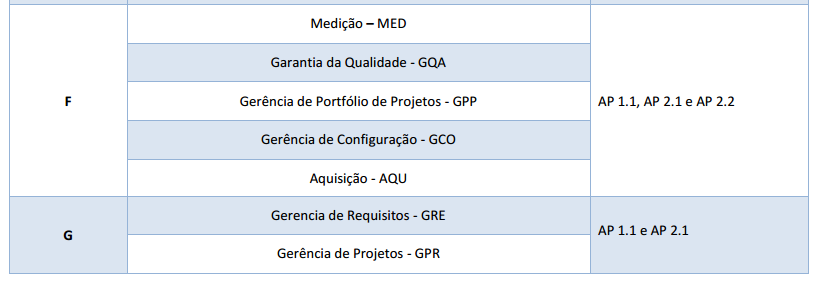 F
Medição – MED
Garantia da Qualidade - GQA
Gerência de Portfólio de Projetos - GPP
Gerência de Configuração - GCO
Aquisição - AQU
AP 1.1, AP 2.1 e AP 2.2
G
Gerencia de Requisitos - GRE
Gerência de Projetos - GPR
AP 1.1 e AP 2.1